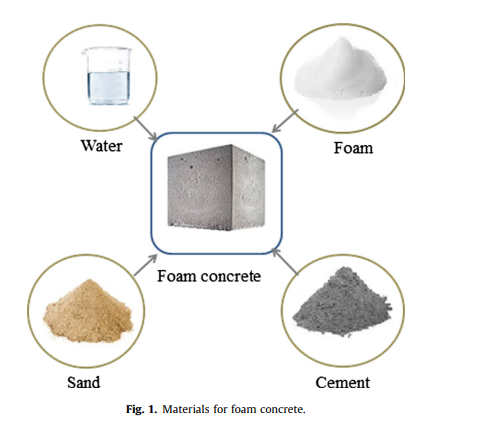 Water
Foam
Foam concrete
Sand
Cement
Fig. 1. Materials for foam concrete.